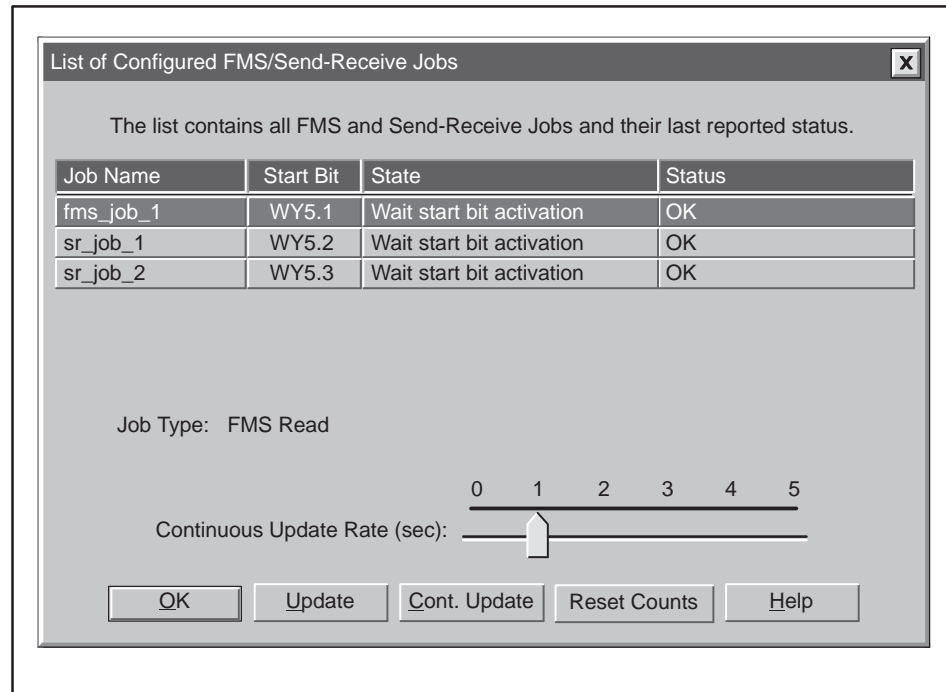 List of Configured FMS/Send-Receive Jobs X
The list contains all FMS and Send-Receive Jobs and their last reported status.
Job Name Start Bit State Status
fms_job_1 WY5.1 Wait start bit activation OK
sr_job_1 WY5.2 Wait start bit activation OK
sr_job_2 WY5.3 Wait start bit activation OK
Job Type: FMS Read
0 1 2 3 4 5
Continuous Update Rate (sec):
OK Update Cont. Update Reset Counts Help